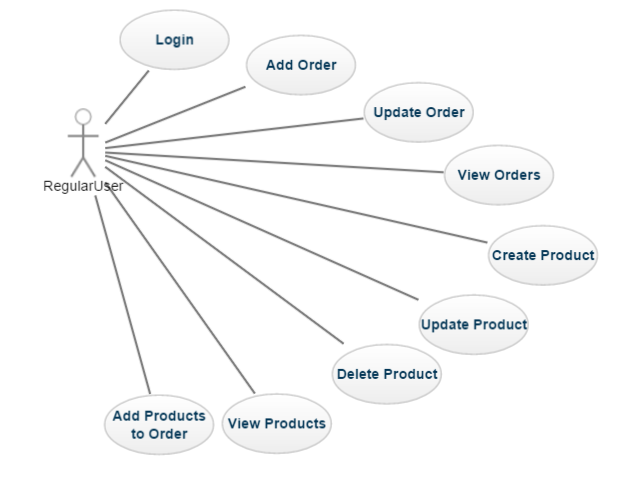 Login
Add Order
Update Order
View Orders
RegularUser
Create Product
Update Product
Delete Product
Add Products
to Order
View Products